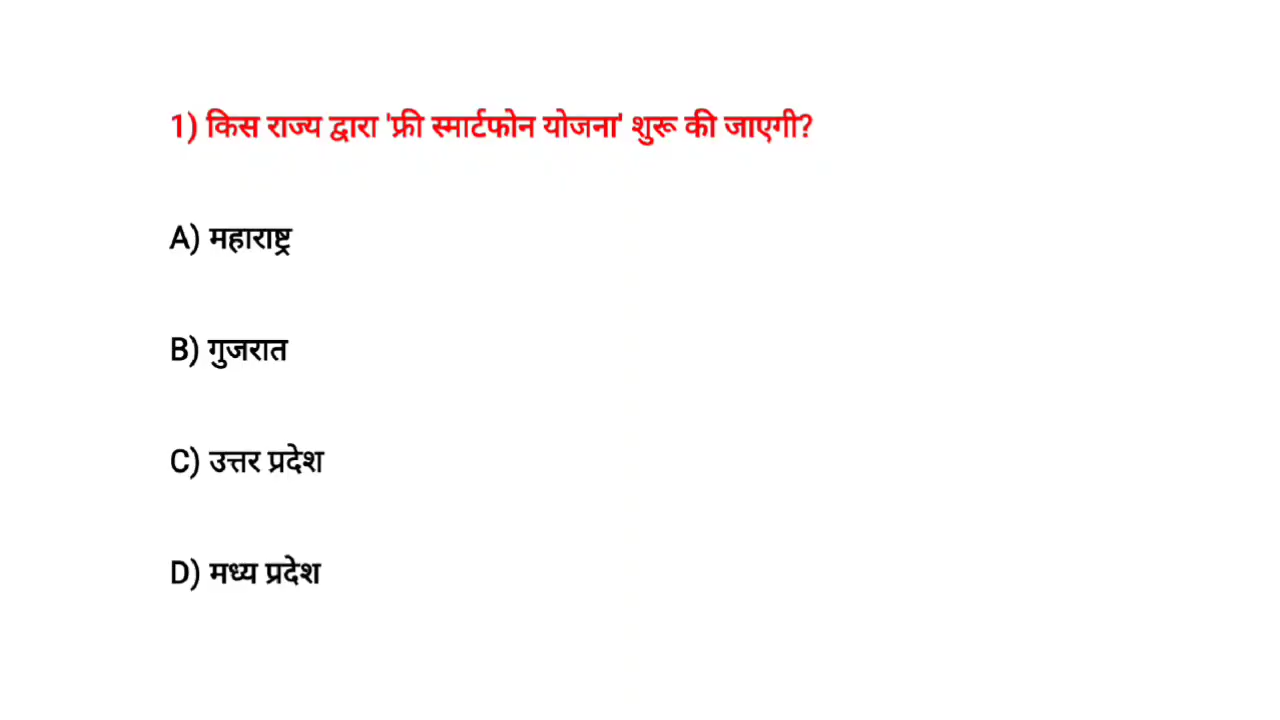 1) किस राज्य द्वारा 'फ्री स्मार्टफोन योजना' शुरू की जाएगी?
A) महाराष्ट्र
B) गुजरात
C) उत्तर प्रदेश
D) मध्य प्रदेश